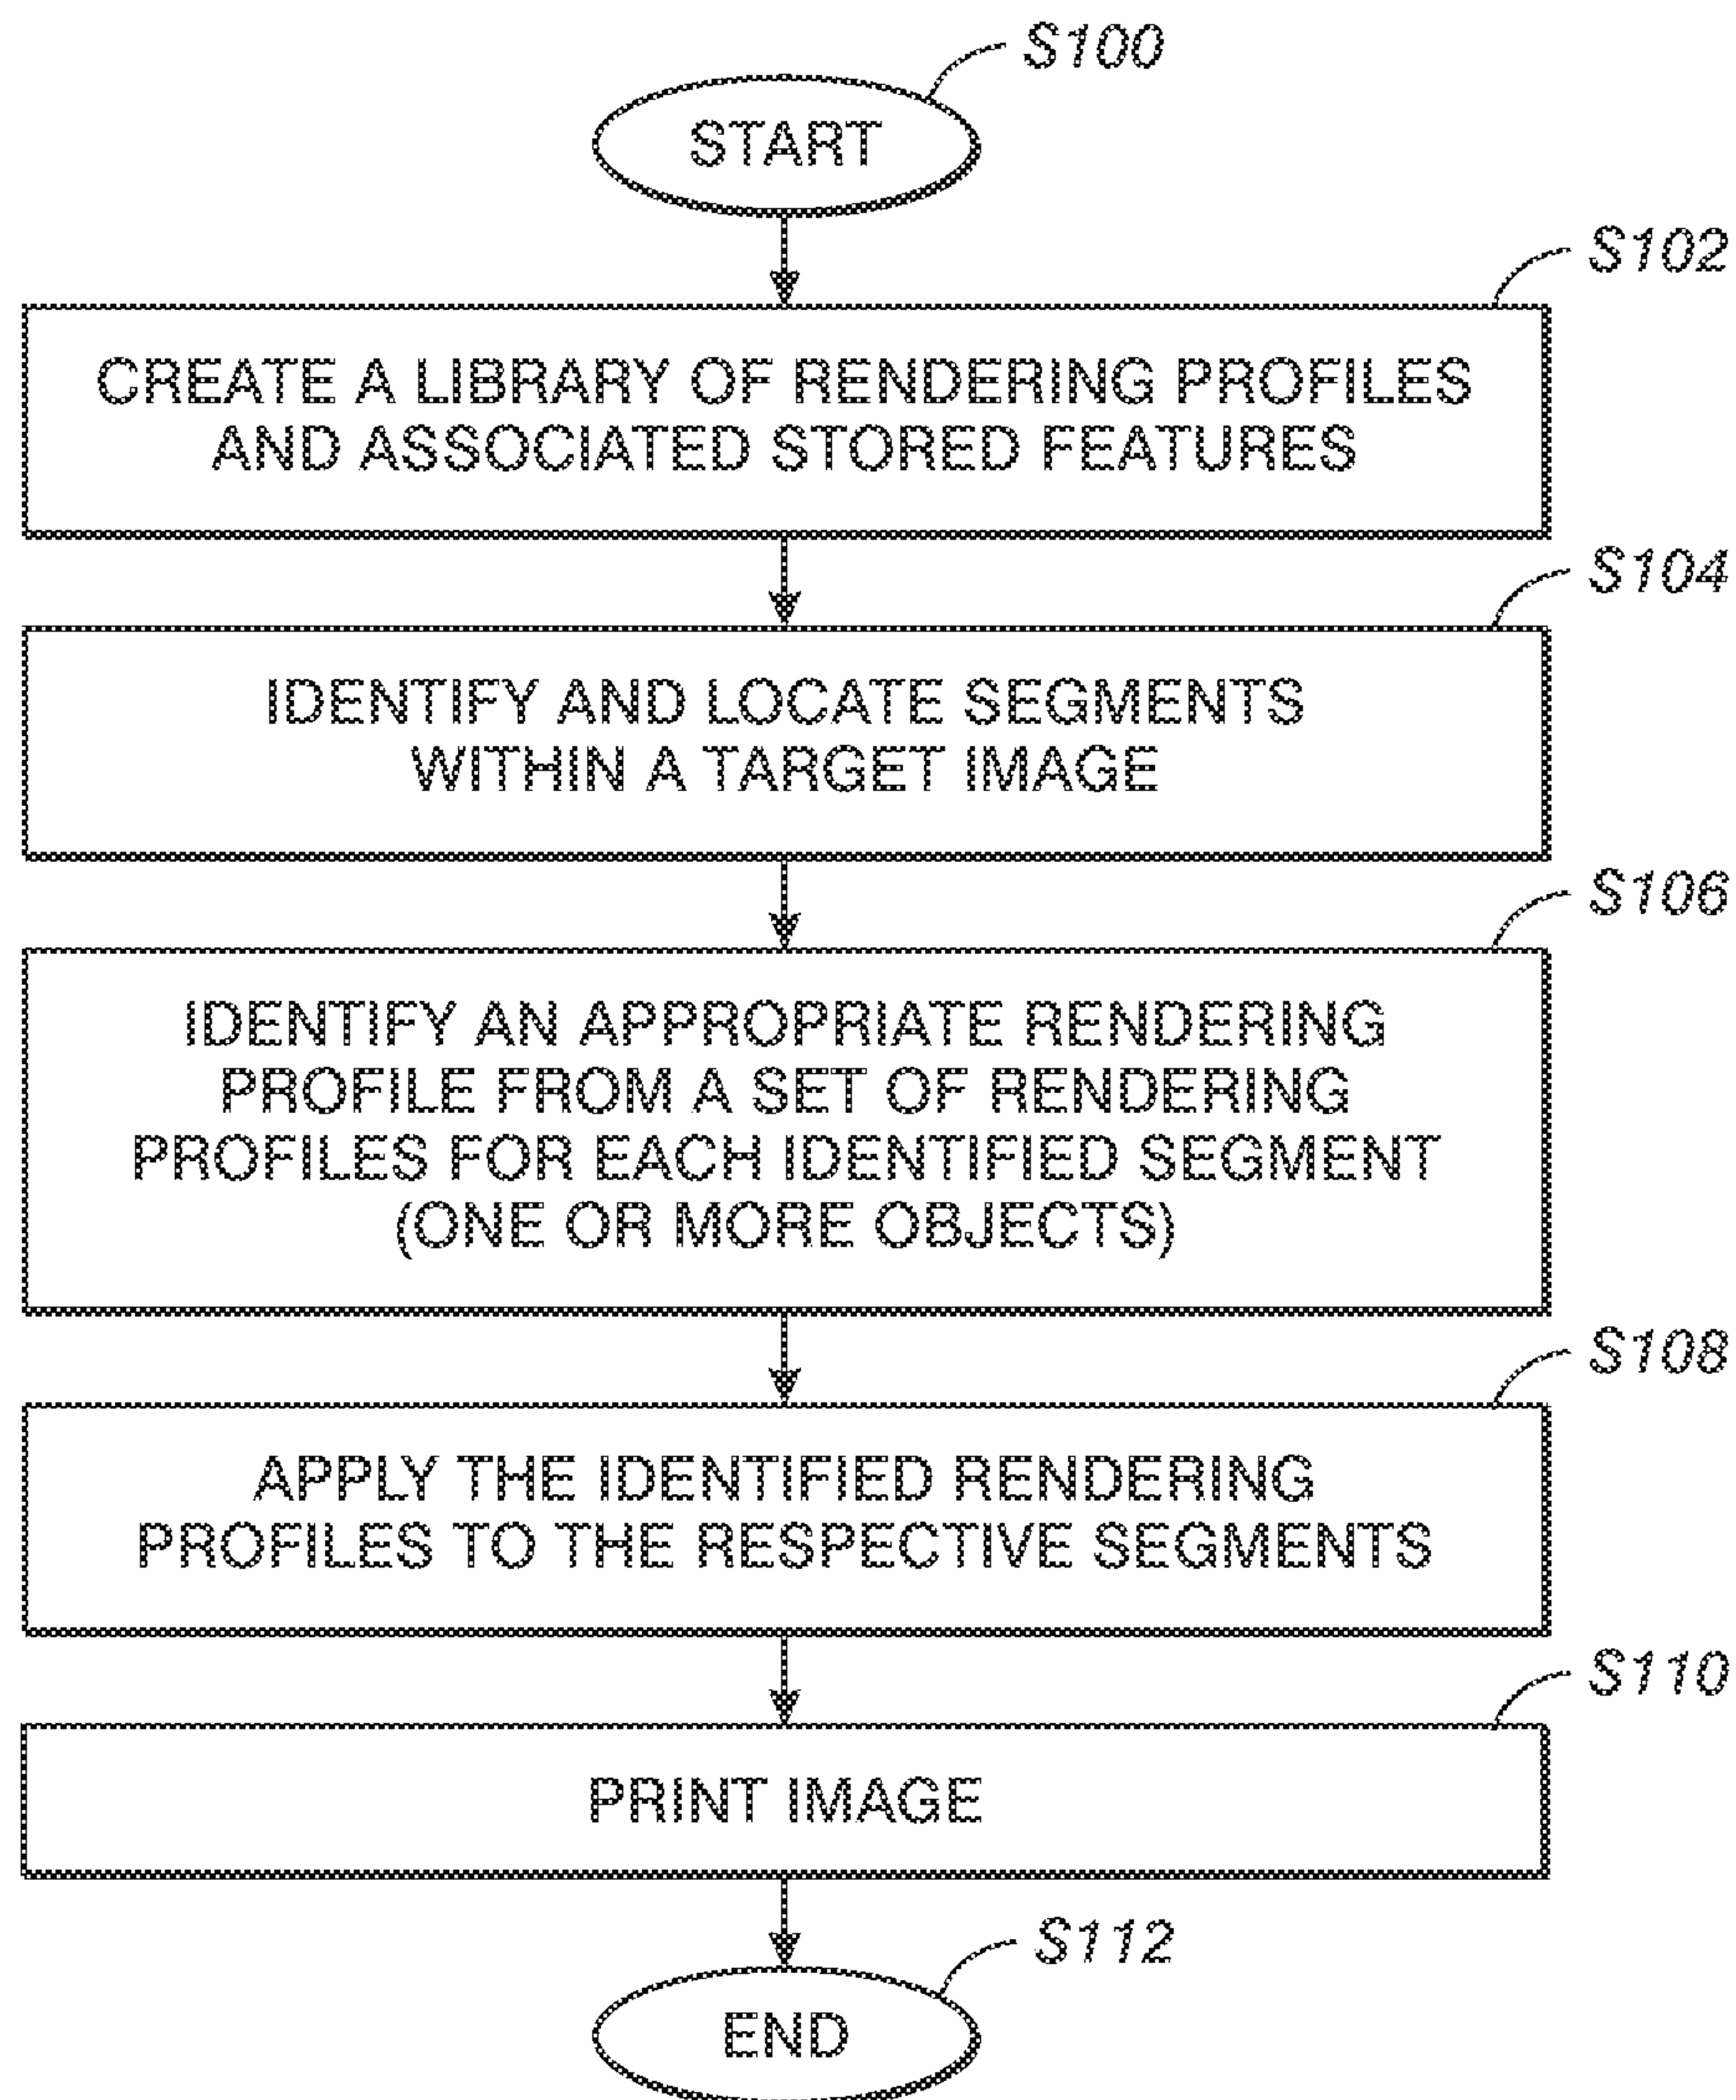 S100
START
S102
CREATE A LIBRARY OF RENDERING PROFILES
AND ASSOCIATED STORED FEATURES
S104
IDENTIFY AND LOCATE SEGMENTS
WITHIN A TARGET IMAGE
S106
IDENTIFY AN APPROPRIATE RENDERING
PROFILE FROM A SET OF RENDERING
PROFILES FOR EACH IDENTIFIED SEGMENT
(ONE OR MORE OBJECTS)
S108
APPLY THE IDENTIFIED RENDERING
PROFILES TO THE RESPECTIVE SEGMENTS
S110
PRINT IMAGE
S112
END